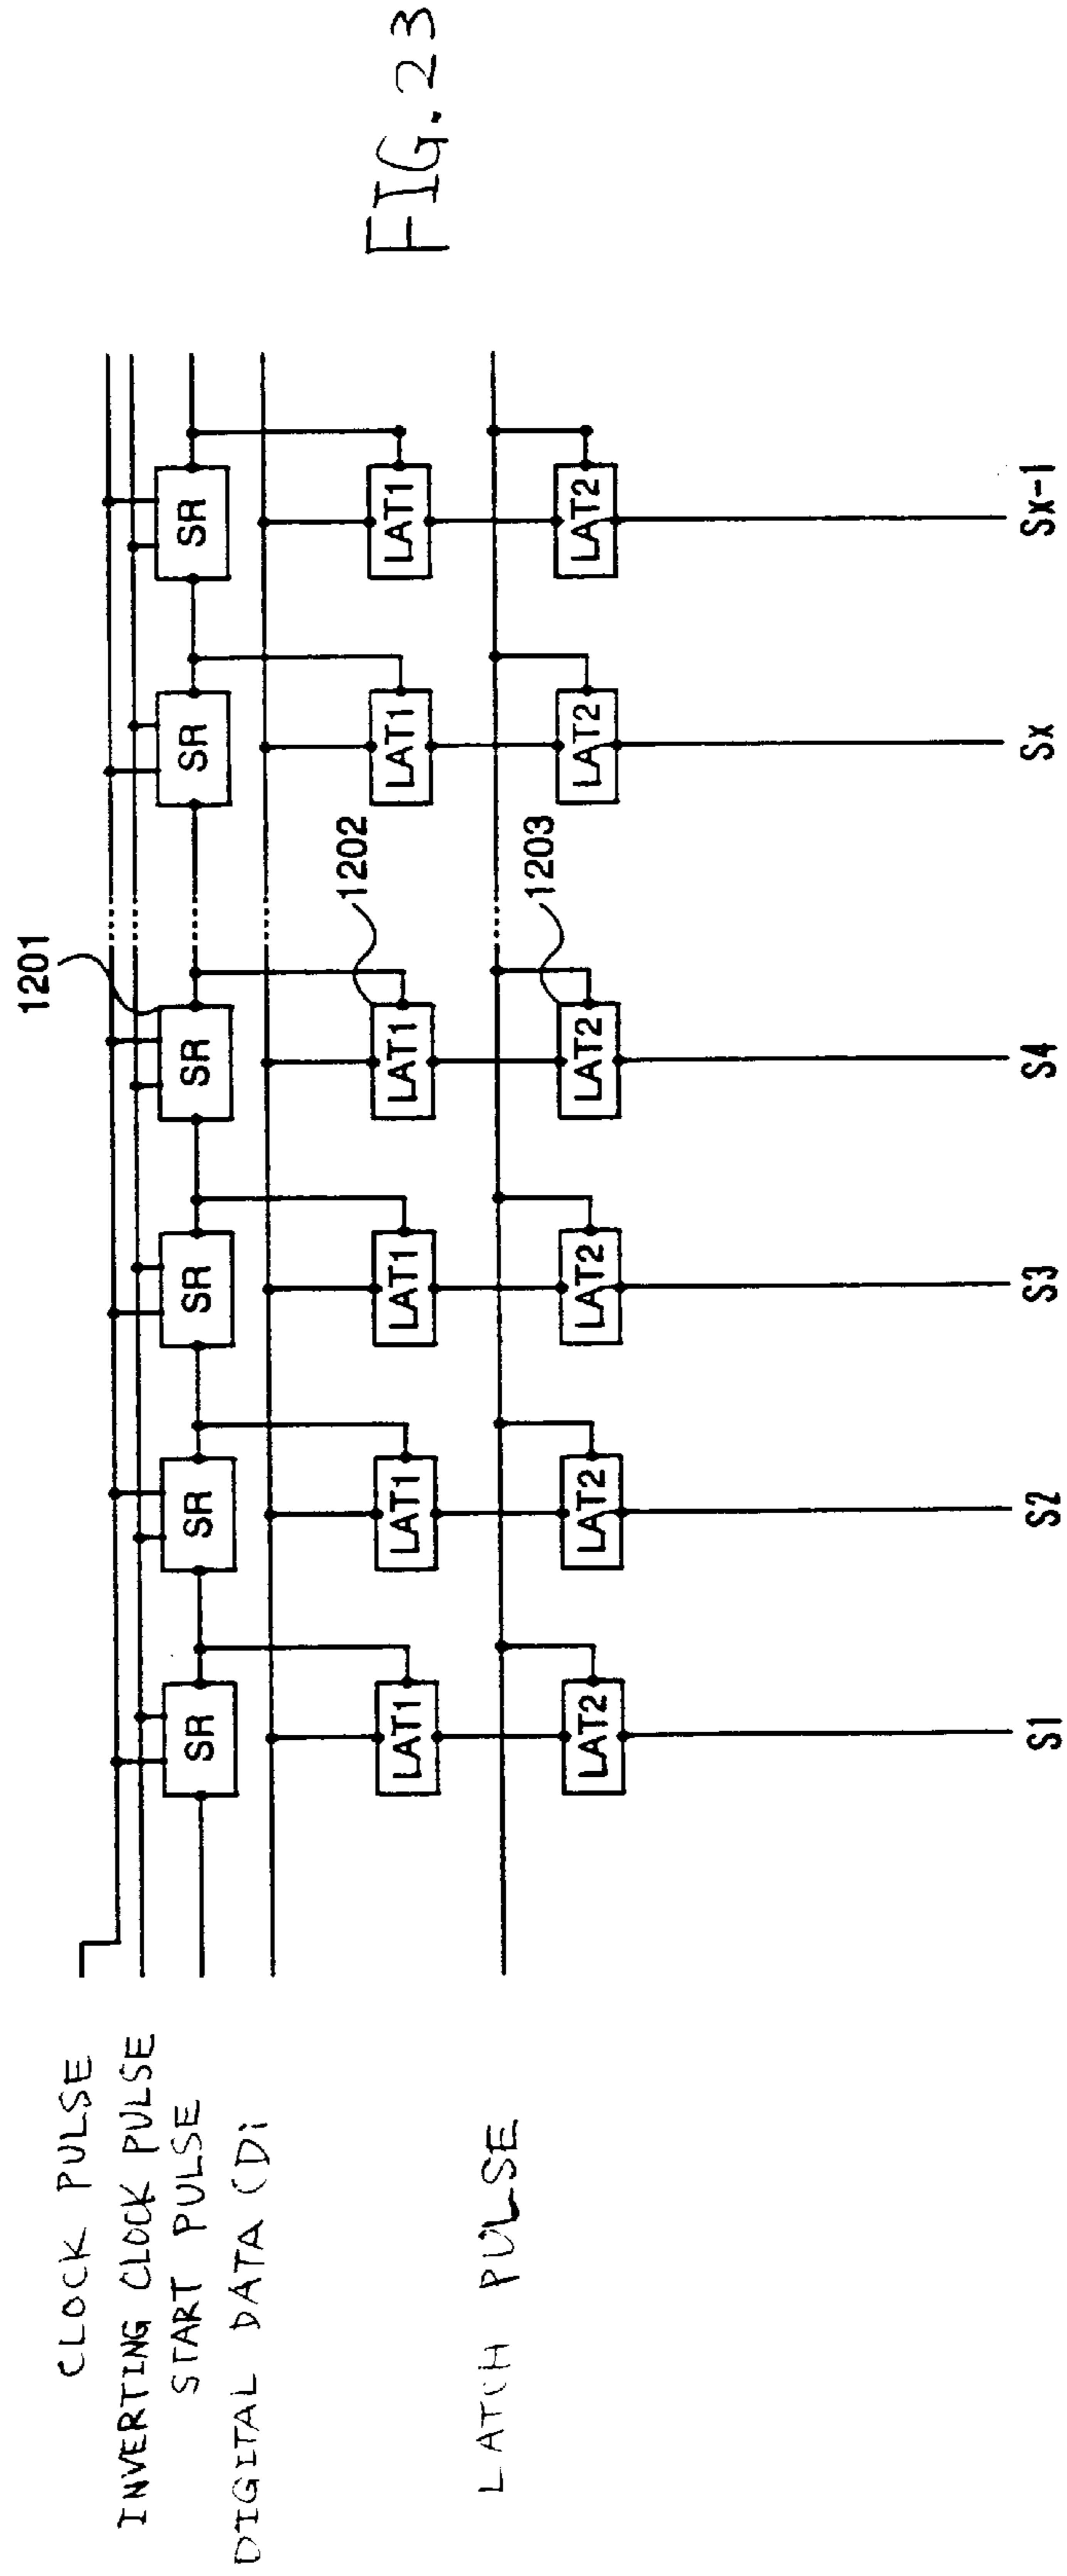 FIG. 23
CLOCK PULSE
INVERTING CLOCK PULSE
START PULSE
DIGITAL DATA (Di
LATCH PULSE
1201
SR SR SR SR SR SR
1202
LAT1 LAT1 LAT1 LAT1 LAT1 LAT1
1203
LAT2 LAT2 LAT2 LAT2 LAT2 LAT2
S1 S2 S3 S4 Sx Sx-1